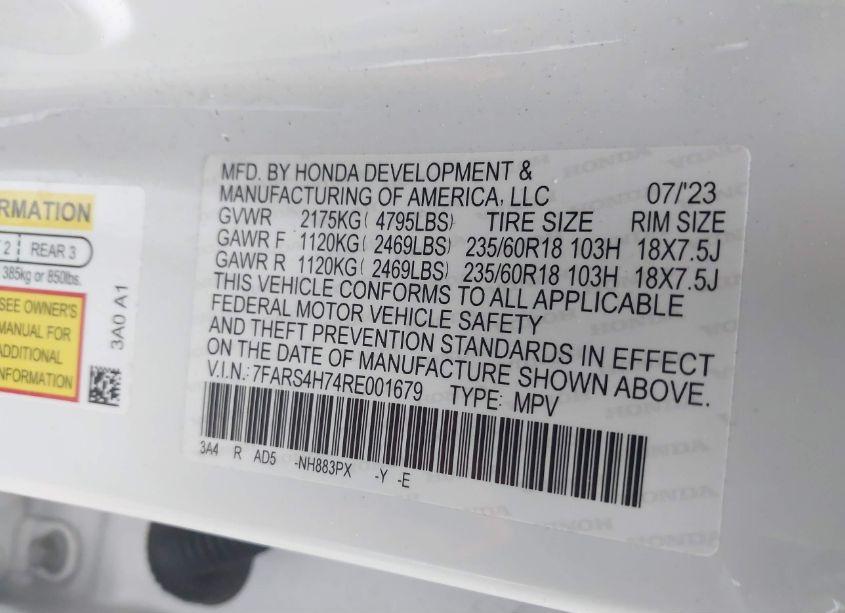 RMATION
2 REAR 3
385kg or 850lbs.
SEE OWNER'S
MANUAL FOR
ADDITIONAL
INFORMATION
3A0 A1
MFD. BY HONDA DEVELOPMENT &
MANUFACTURING OF AMERICA, LLC 07/'23
GVWR 2175KG( 4795LBS) TIRE SIZE RIM SIZE
GAWR F 1120KG( 2469LBS) 235/60R18 103H 18X7.5J
GAWR R 1120KG( 2469LBS) 235/60R18 103H 18X7.5J
THIS VEHICLE CONFORMS TO ALL APPLICABLE
FEDERAL MOTOR VEHICLE SAFETY
AND THEFT PREVENTION STANDARDS IN EFFECT
ON THE DATE OF MANUFACTURE SHOWN ABOVE.
V.I.N.: 7FARS4H74RE001679 TYPE: MPV
3A4 R AD5 -NH883PX -Y -E